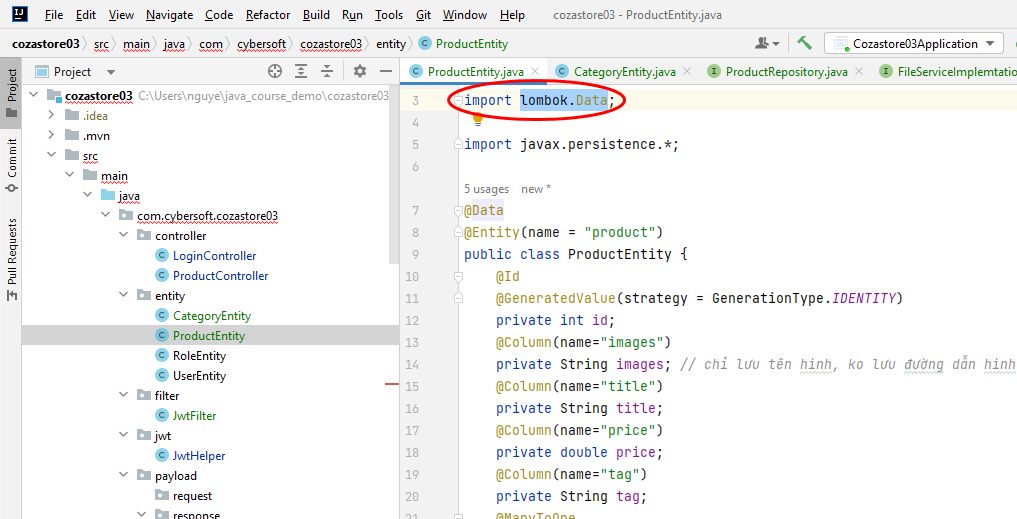 File Edit View Navigate Code Refactor Build Run Tools Git Window Help cozastore03 - ProductEntity.java
cozastore03 src main java com cybersoft cozastore03 entity ProductEntity Cozastore03Application
Project
Commit
Pull Requests
Project
cozastore03 C:\Users\nguye\java_course_demo\cozastore03
.idea
.mvn
src
main
java
com.cybersoft.cozastore03
controller
LoginController
ProductController
entity
CategoryEntity
ProductEntity
RoleEntity
UserEntity
filter
JwtFilter
jwt
JwtHelper
payload
request
response
ProductEntity.java CategoryEntity.java ProductRepository.java FileServiceImplemtatio
3 import lombok.Data;
4
5 import javax.persistence.*;
6
5 usages new *
7 @Data
8 @Entity(name = "product")
9 public class ProductEntity {
10 @Id
11 @GeneratedValue(strategy = GenerationType.IDENTITY)
12 private int id;
13 @Column(name="images")
14 private String images; // chỉ lưu tên hình, ko lưu đường dẫn hình
15 @Column(name="title")
16 private String title;
17 @Column(name="price")
18 private double price;
19 @Column(name="tag")
20 private String tag;
21 @ManyToOne